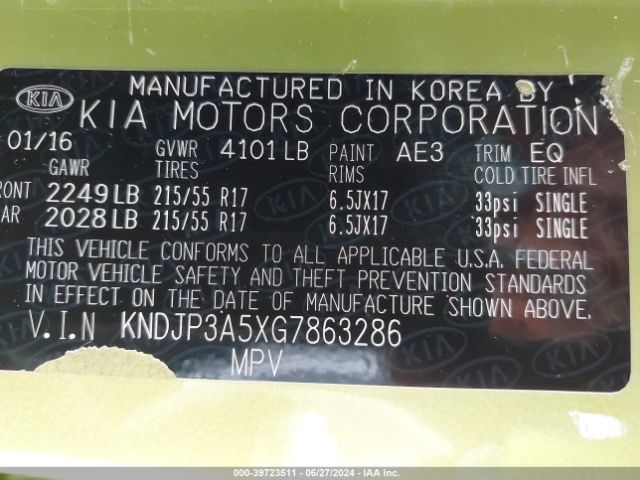 KIA
MANUFACTURED IN KOREA BY
KIA MOTORS CORPORATION
01/16 GVWR 4101 LB PAINT AE3 TRIM EQ
GAWR TIRES RIMS COLD TIRE INFL
RONT 2249 LB 215/55 R17 6.5JX17 33psi SINGLE
AR 2028 LB 215/55 R17 6.5JX17 33psi SINGLE
THIS VEHICLE CONFORMS TO ALL APPLICABLE U.S.A. FEDERAL
MOTOR VEHICLE SAFETY AND THEFT PREVENTION STANDARDS
IN EFFECT ON THE DATE OF MANUFACTURE SHOWN ABOVE.
V.I.N KNDJP3A5XG7863286
MPV
000-39723511 - 06/27/2024 - IAA Inc.